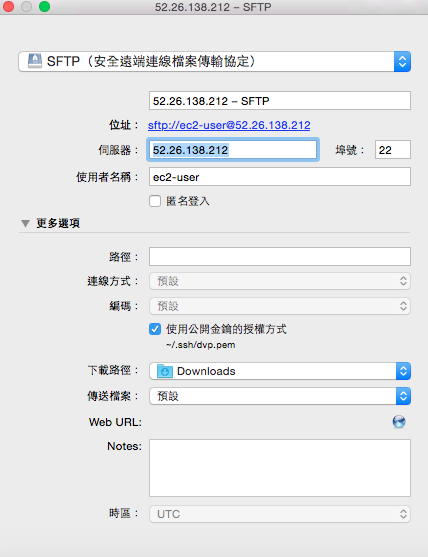 52.26.138.212 – SFTP
SFTP（安全遠端連線檔案傳輸協定）
52.26.138.212 – SFTP
位址： sftp://ec2-user@52.26.138.212
伺服器： 52.26.138.212 埠號： 22
使用者名稱： ec2-user
匿名登入
更多選項
路徑：
連線方式： 預設
編碼： 預設
使用公開金鑰的授權方式
~/.ssh/dvp.pem
下載路徑： Downloads
傳送檔案： 預設
Web URL:
Notes:
時區： UTC